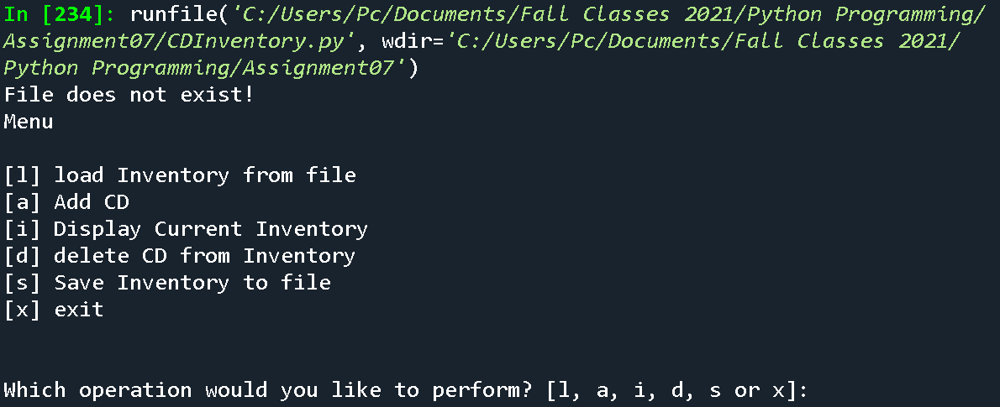 In [234]: runfile('C:/Users/Pc/Documents/Fall Classes 2021/Python Programming/
Assignment07/CDInventory.py', wdir='C:/Users/Pc/Documents/Fall Classes 2021/
Python Programming/Assignment07')
File does not exist!
Menu
[l] load Inventory from file
[a] Add CD
[i] Display Current Inventory
[d] delete CD from Inventory
[s] Save Inventory to file
[x] exit
Which operation would you like to perform? [l, a, i, d, s or x]: